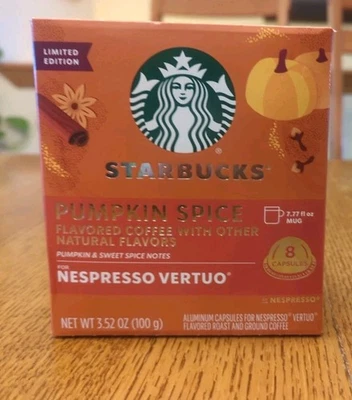 LIMITED
EDITION
STARBUCKS®
PUMPKIN SPICE
FLAVORED COFFEE WITH OTHER
NATURAL FLAVORS
PUMPKIN & SWEET SPICE NOTES
7.77 fl oz
MUG
8
CAPSULES
FOR
NESPRESSO VERTUO®
NESPRESSO®
NET WT 3.52 OZ (100g)
ALUMINUM CAPSULES FOR NESPRESSO® VERTUO®
FLAVORED ROAST AND GROUND COFFEE